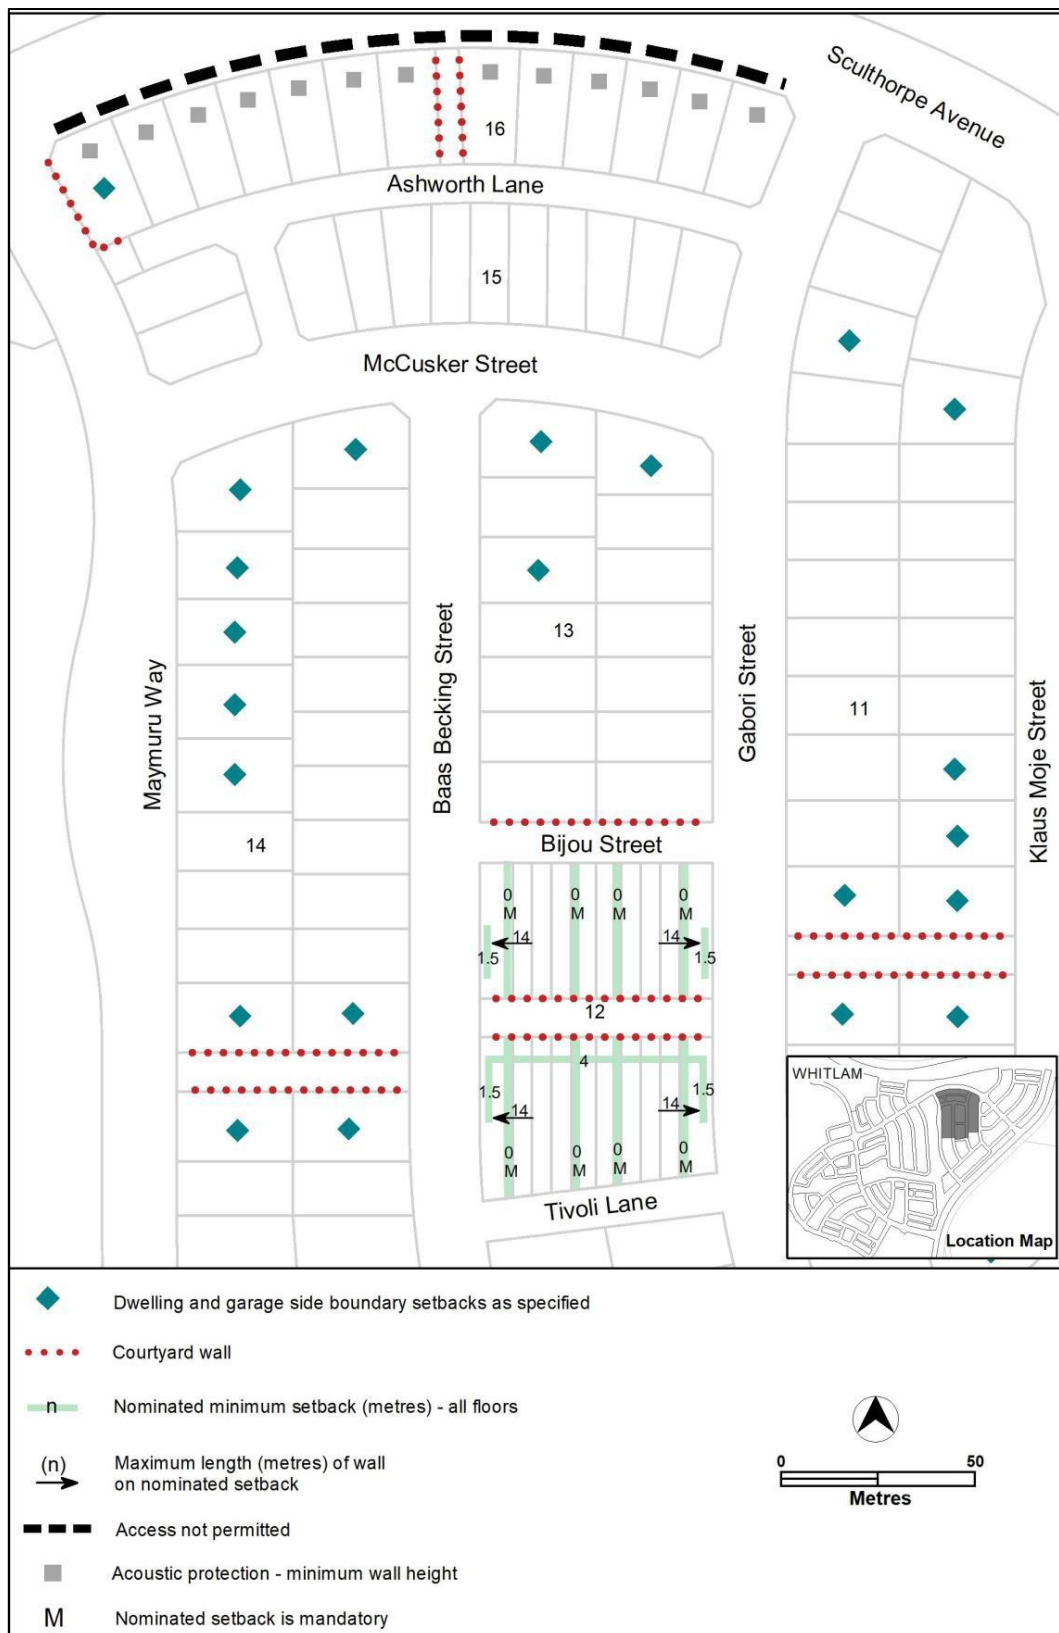 Sculthorpe Avenue
16
Ashworth Lane
15
McCusker Street
13
Maymuru Way
Baas Becking Street
Gabori Street
11
Klaus Moje Street
14
Bijou Street
0 0 0 0
M M M M
14 14
1.5 1.5
12
4
1.5 1.5
14 14
0 0 0 0
M M M M
Tivoli Lane
WHITLAM
Location Map
Dwelling and garage side boundary setbacks as specified
Courtyard wall
n Nominated minimum setback (metres) - all floors
(n) Maximum length (metres) of wall
on nominated setback
0 50
Metres
Access not permitted
Acoustic protection - minimum wall height
M Nominated setback is mandatory